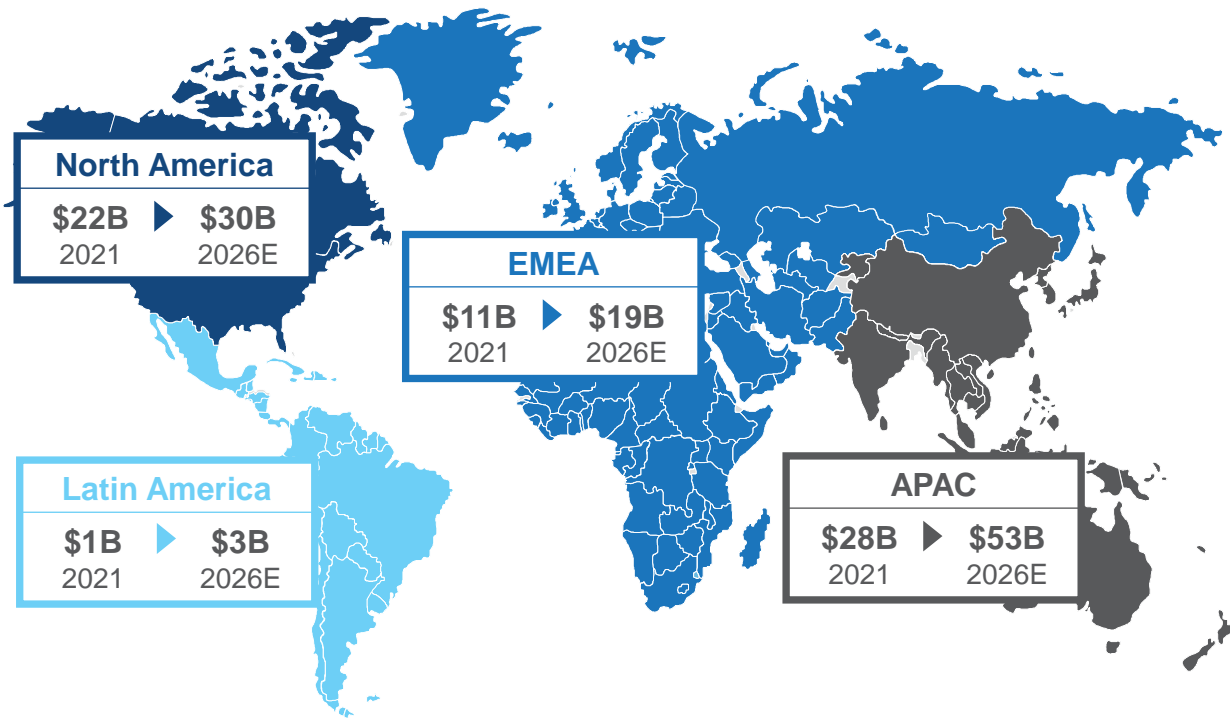 North America
$22B $30B
2021 2026E
EMEA
$11B $19B
2021 2026E
Latin America
$1B $3B
2021 2026E
APAC
$28B $53B
2021 2026E